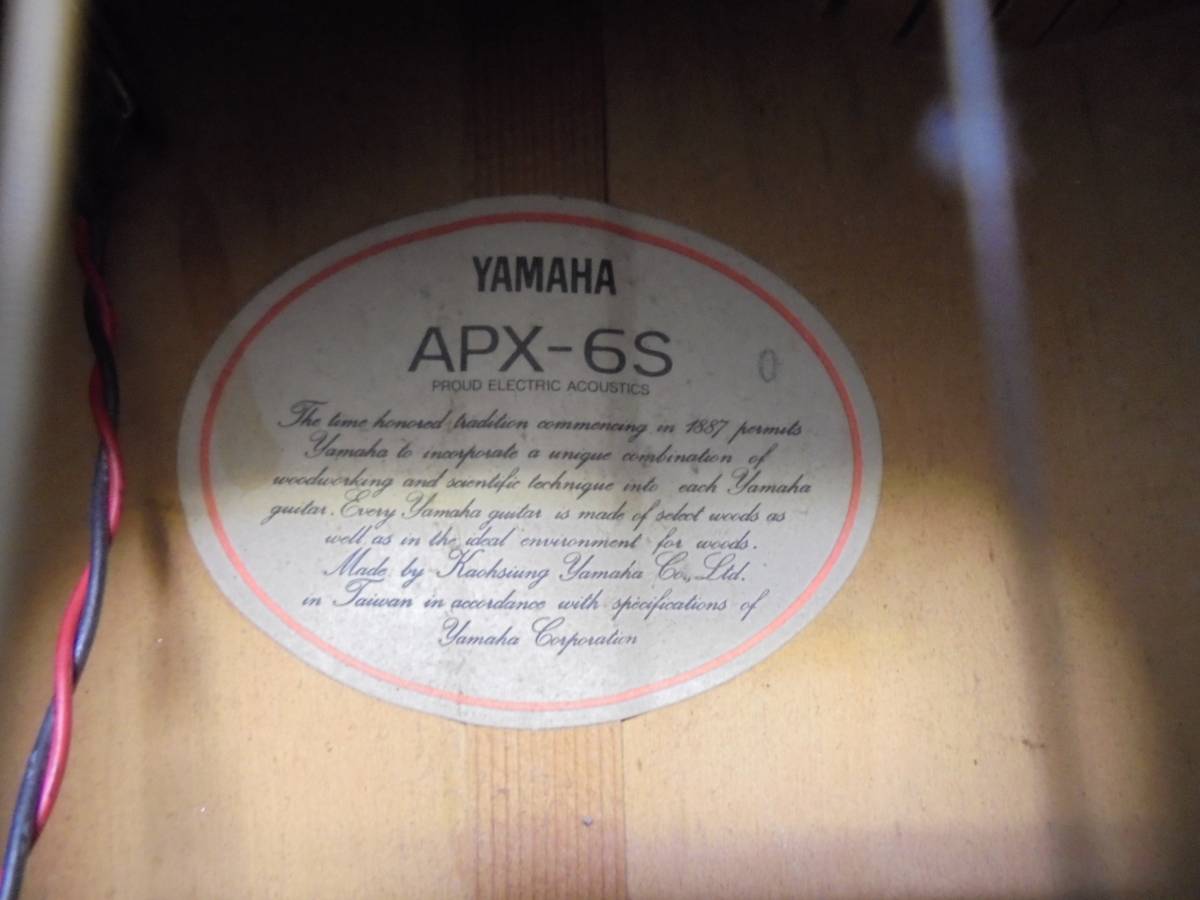 YAMAHA
APX-6S
0
PROUD ELECTRIC ACOUSTICS
The time honored tradition commencing in 1887 permits
Yamaha to incorporate a unique combination of
woodworking and scientific technique into each Yamaha
guitar. Every Yamaha guitar is made of select woods as
well as in the ideal environment for woods.
Made by Kaohsiung Yamaha Co., Ltd.
in Taiwan in accordance with specifications of
Yamaha Corporation